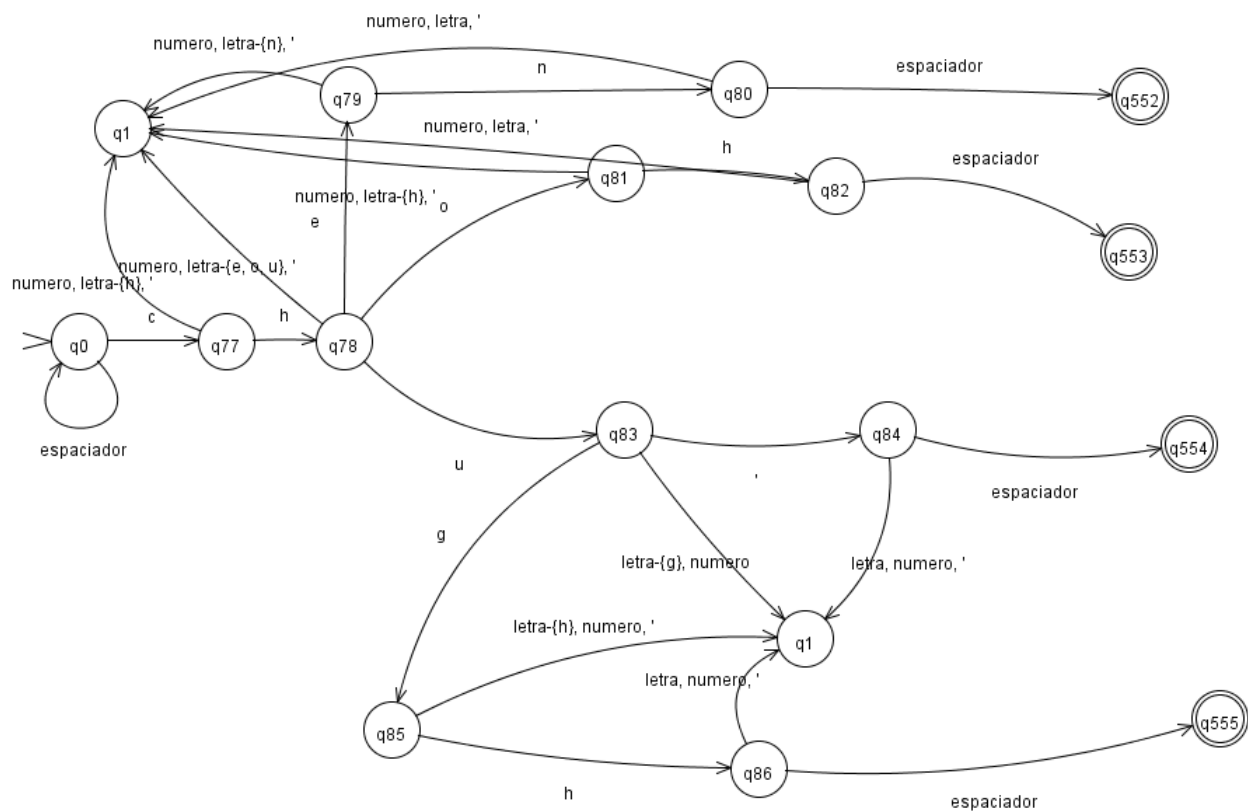 numero, letra, '
numero, letra-{n}, '
n
espaciador
q79
q80
q552
q1
numero, letra, '
h
espaciador
q81
q82
numero, letra-{h}, '
o
e
q553
numero, letra-{e, o, u}, '
numero, letra-{h}, '
c
h
q0
q77
q78
espaciador
q83
q84
q554
u
'
espaciador
g
letra-{g}, numero
letra, numero, '
letra-{h}, numero, '
q1
letra, numero, '
q85
q555
q86
h
espaciador